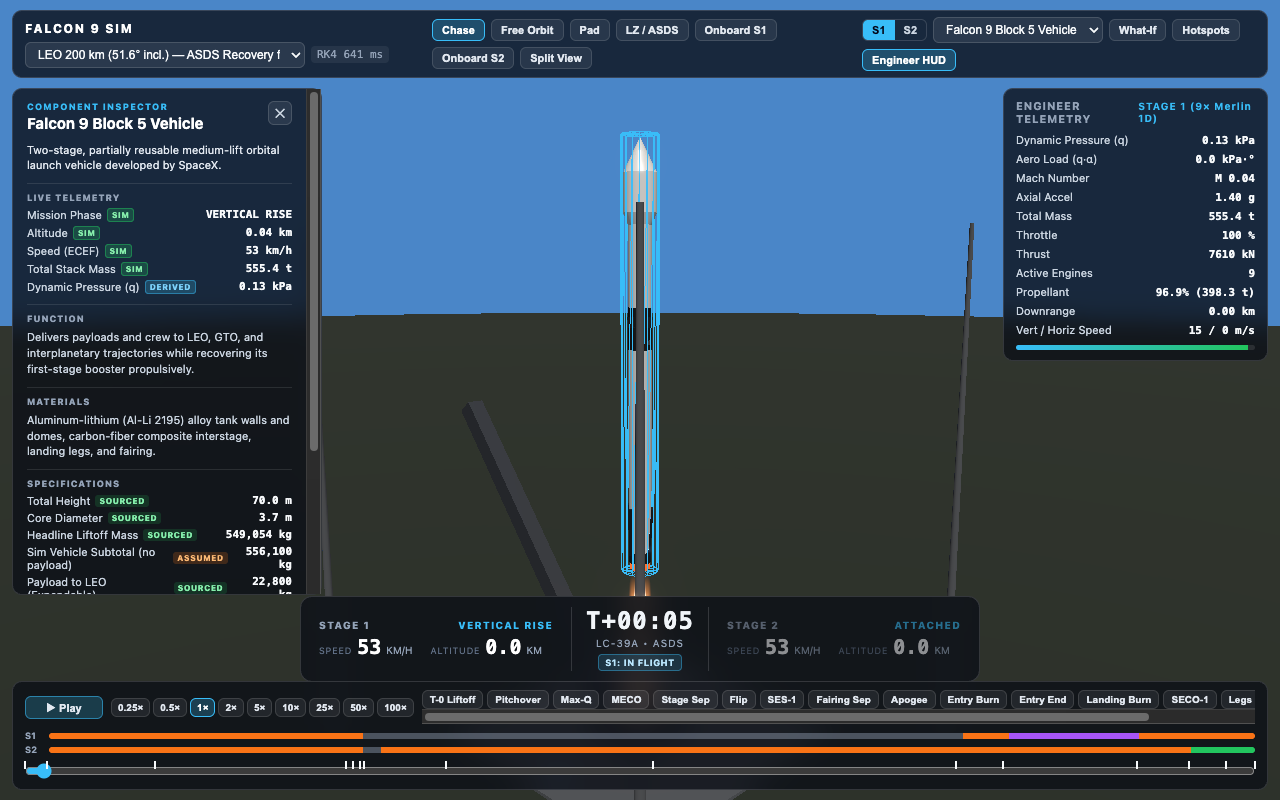 FALCON 9 SIM
LEO 200 km (51.6° incl.) — ASDS Recovery f
RK4 641 ms
Chase
Free Orbit
Pad
LZ / ASDS
Onboard S1
Onboard S2
Split View
S1
S2
Falcon 9 Block 5 Vehicle
What-If
Hotspots
Engineer HUD
COMPONENT INSPECTOR
Falcon 9 Block 5 Vehicle
Two-stage, partially reusable medium-lift orbital
launch vehicle developed by SpaceX.
LIVE TELEMETRY
Mission Phase SIM VERTICAL RISE
Altitude SIM 0.04 km
Speed (ECEF) SIM 53 km/h
Total Stack Mass SIM 555.4 t
Dynamic Pressure (q) DERIVED 0.13 kPa
FUNCTION
Delivers payloads and crew to LEO, GTO, and
interplanetary trajectories while recovering its
first-stage booster propulsively.
MATERIALS
Aluminum-lithium (Al-Li 2195) alloy tank walls and
domes, carbon-fiber composite interstage,
landing legs, and fairing.
SPECIFICATIONS
Total Height SOURCED 70.0 m
Core Diameter SOURCED 3.7 m
Headline Liftoff Mass SOURCED 549,054 kg
Sim Vehicle Subtotal (no
payload) ASSUMED 556,100
kg
Payload to LEO
(Expendable) SOURCED 22,800
kg
ENGINEER
TELEMETRY
STAGE 1 (9× Merlin
1D)
Dynamic Pressure (q) 0.13 kPa
Aero Load (q·α) 0.0 kPa·°
Mach Number M 0.04
Axial Accel 1.40 g
Total Mass 555.4 t
Throttle 100 %
Thrust 7610 kN
Active Engines 9
Propellant 96.9% (398.3 t)
Downrange 0.00 km
Vert / Horiz Speed 15 / 0 m/s
STAGE 1 VERTICAL RISE
SPEED 53 KM/H ALTITUDE 0.0 KM
T+00:05
LC-39A • ASDS
S1: IN FLIGHT
STAGE 2 ATTACHED
SPEED 53 KM/H ALTITUDE 0.0 KM
Play
0.25×
0.5×
1×
2×
5×
10×
25×
50×
100×
T-0 Liftoff
Pitchover
Max-Q
MECO
Stage Sep
Flip
SES-1
Fairing Sep
Apogee
Entry Burn
Entry End
Landing Burn
SECO-1
Legs
S1
S2